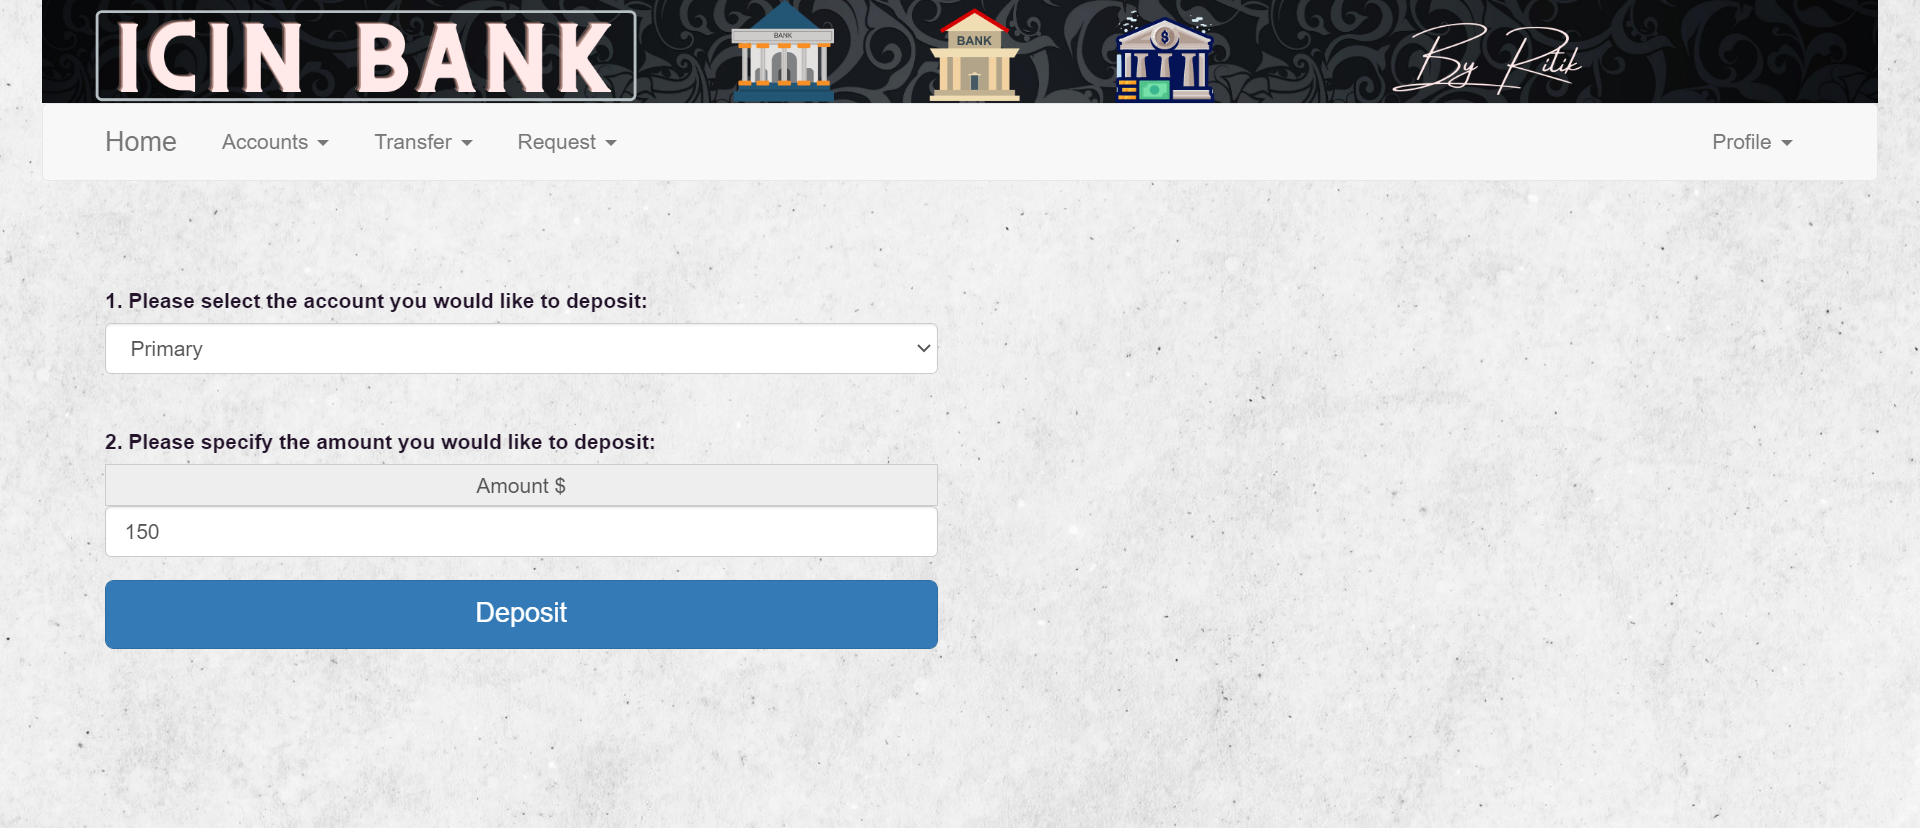 ICIN BANK
BANK
BANK
By Ritik
Home Accounts Transfer Request Profile
1. Please select the account you would like to deposit:
Primary
2. Please specify the amount you would like to deposit:
Amount $
150
Deposit